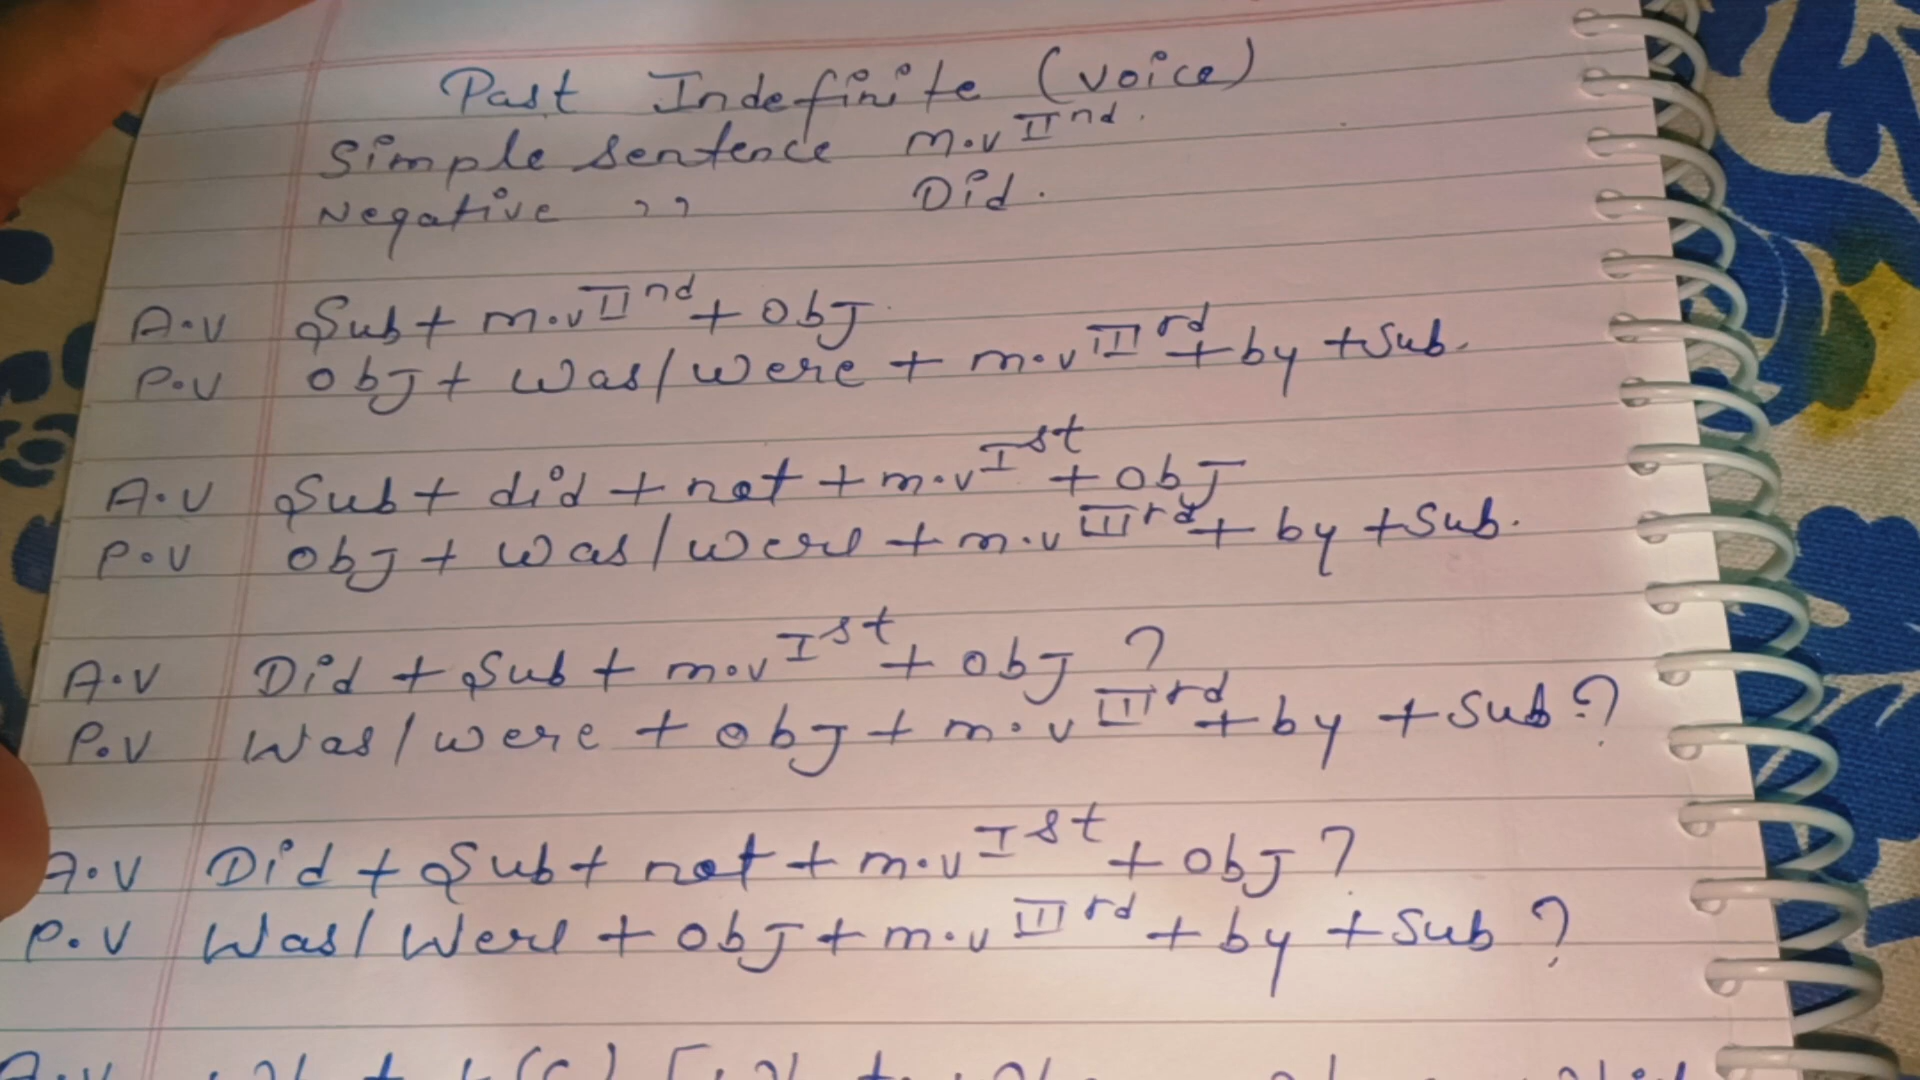 Past Indefinite (voice)
Simple sentence m.v IInd.
Negative ,, Did.
A.V Sub + m.v IInd + Obj
P.V Obj + Was/were + m.v IIIrd + by + Sub.
A.V Sub + did + not + m.v Ist + Obj
P.V Obj + Was/were + m.v IIIrd + by + Sub.
A.V Did + Sub + m.v Ist + Obj ?
P.V Was/were + obj + m.v IIIrd + by + Sub ?
A.V Did + Sub + not + m.v Ist + Obj ?
P.V Was/Were + Obj + m.v IIIrd + by + Sub ?